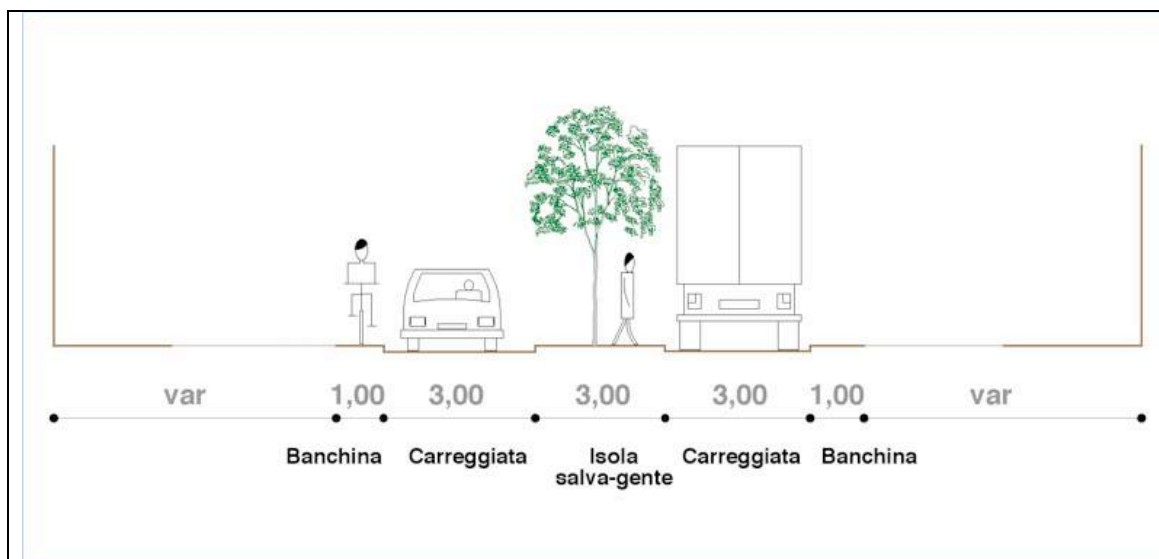 var 1,00 3,00 3,00 3,00 1,00 var
Banchina Carreggiata Isola salva-gente Carreggiata Banchina